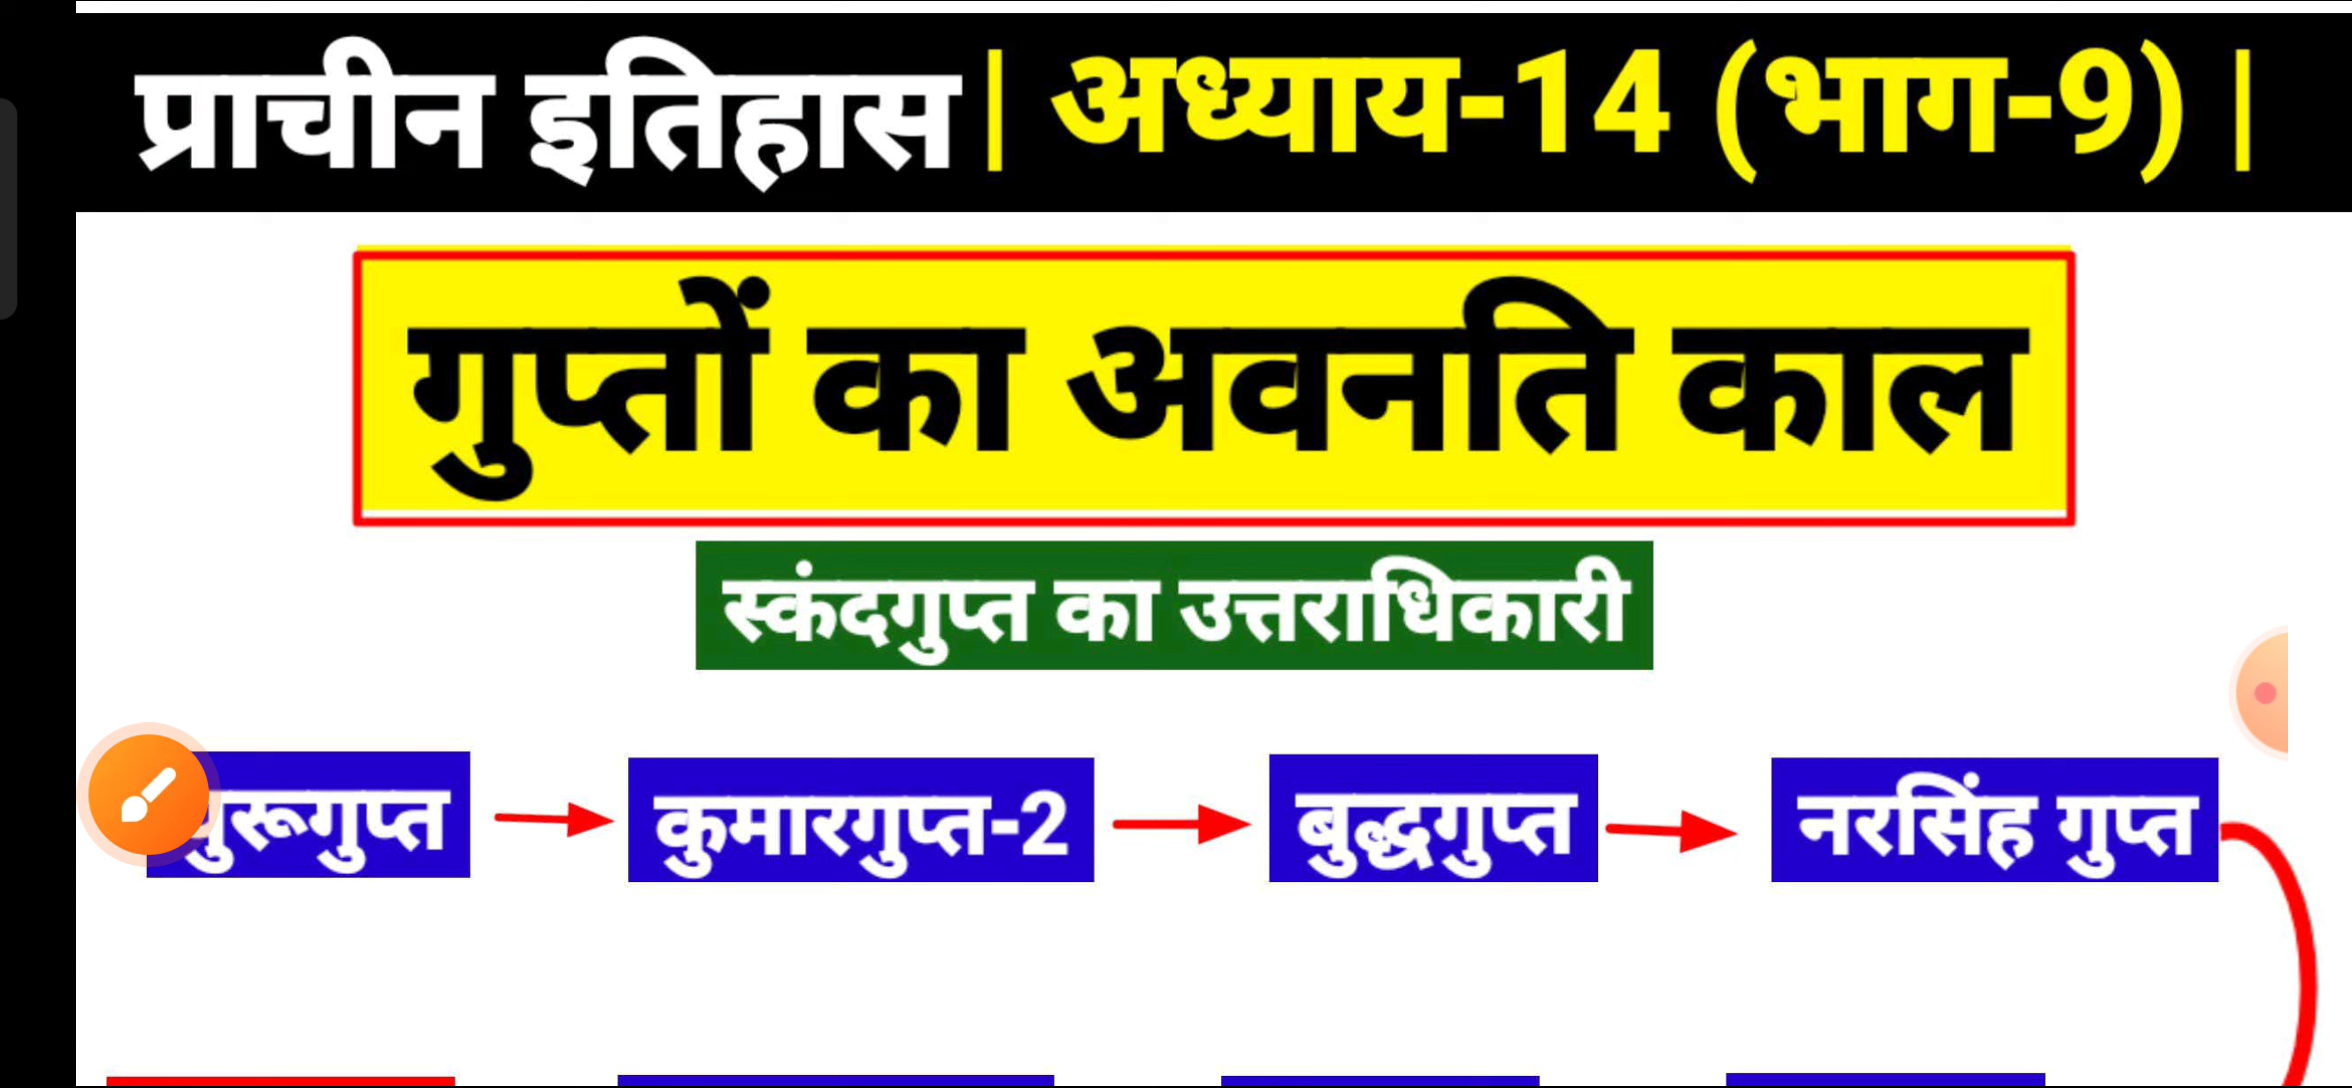 प्राचीन इतिहास | अध्याय-14 (भाग-9) |
गुप्तों का अवनति काल
स्कंदगुप्त का उत्तराधिकारी
पुरूगुप्त कुमारगुप्त-2 बुद्धगुप्त नरसिंह गुप्त